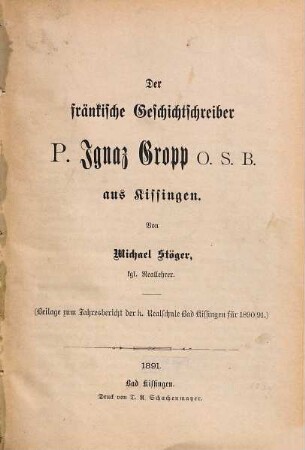 Der
fränkische Geschichtschreiber
P. Ignaz Gropp O. S. B.
aus Kissingen.
Von
Michael Stöger,
kgl. Reallehrer.
(Beilage zum Jahresbericht der k. Realschule Bad Kissingen für 1890/91.)
1891.
Bad Kissingen.
Druck von T. A. Schachenmayer.